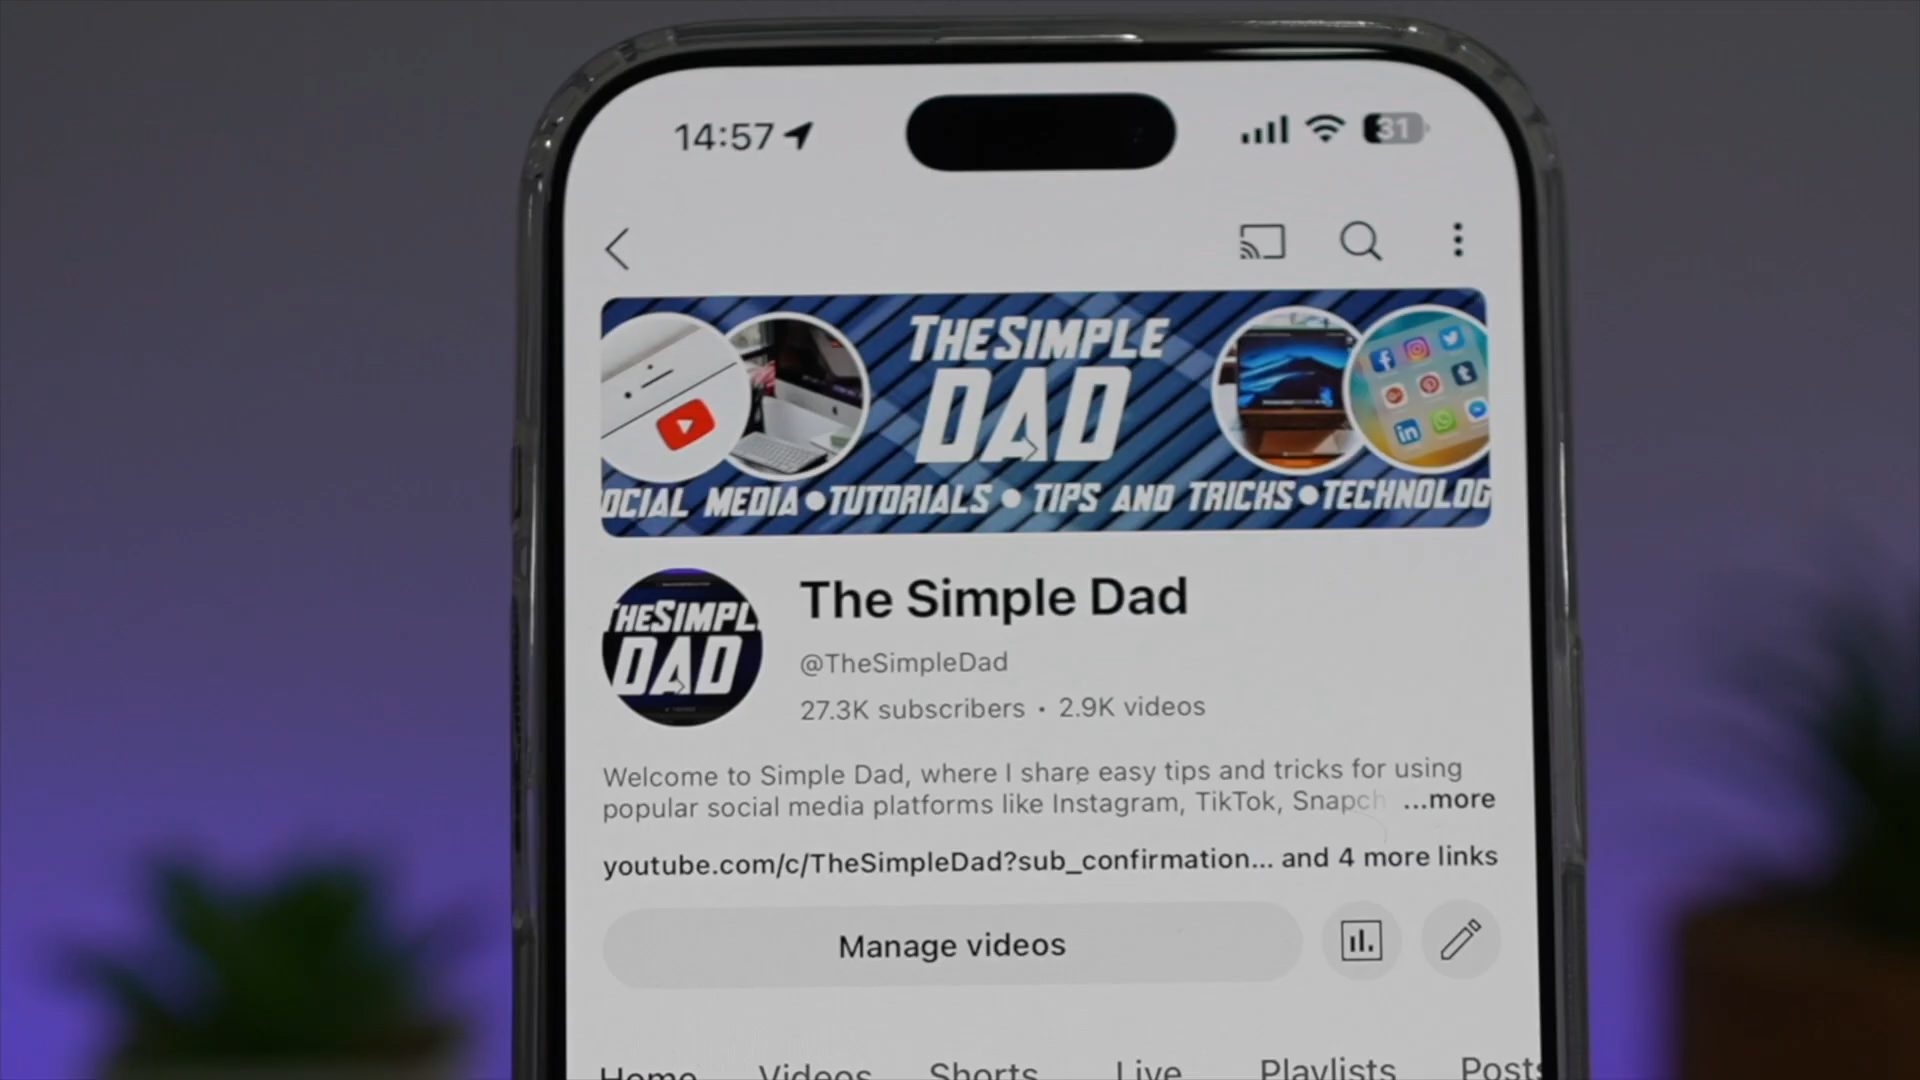 14:57
31
THESIMPLE
DAD
OCIAL MEDIA●TUTORIALS ● TIPS AND TRICKS●TECHNOLOG
THESIMPL
DAD
The Simple Dad
@TheSimpleDad
27.3K subscribers • 2.9K videos
Welcome to Simple Dad, where I share easy tips and tricks for using
popular social media platforms like Instagram, TikTok, Snapch ...more
youtube.com/c/TheSimpleDad?sub_confirmation... and 4 more links
Manage videos
Home Videos Shorts Live Playlists Posts